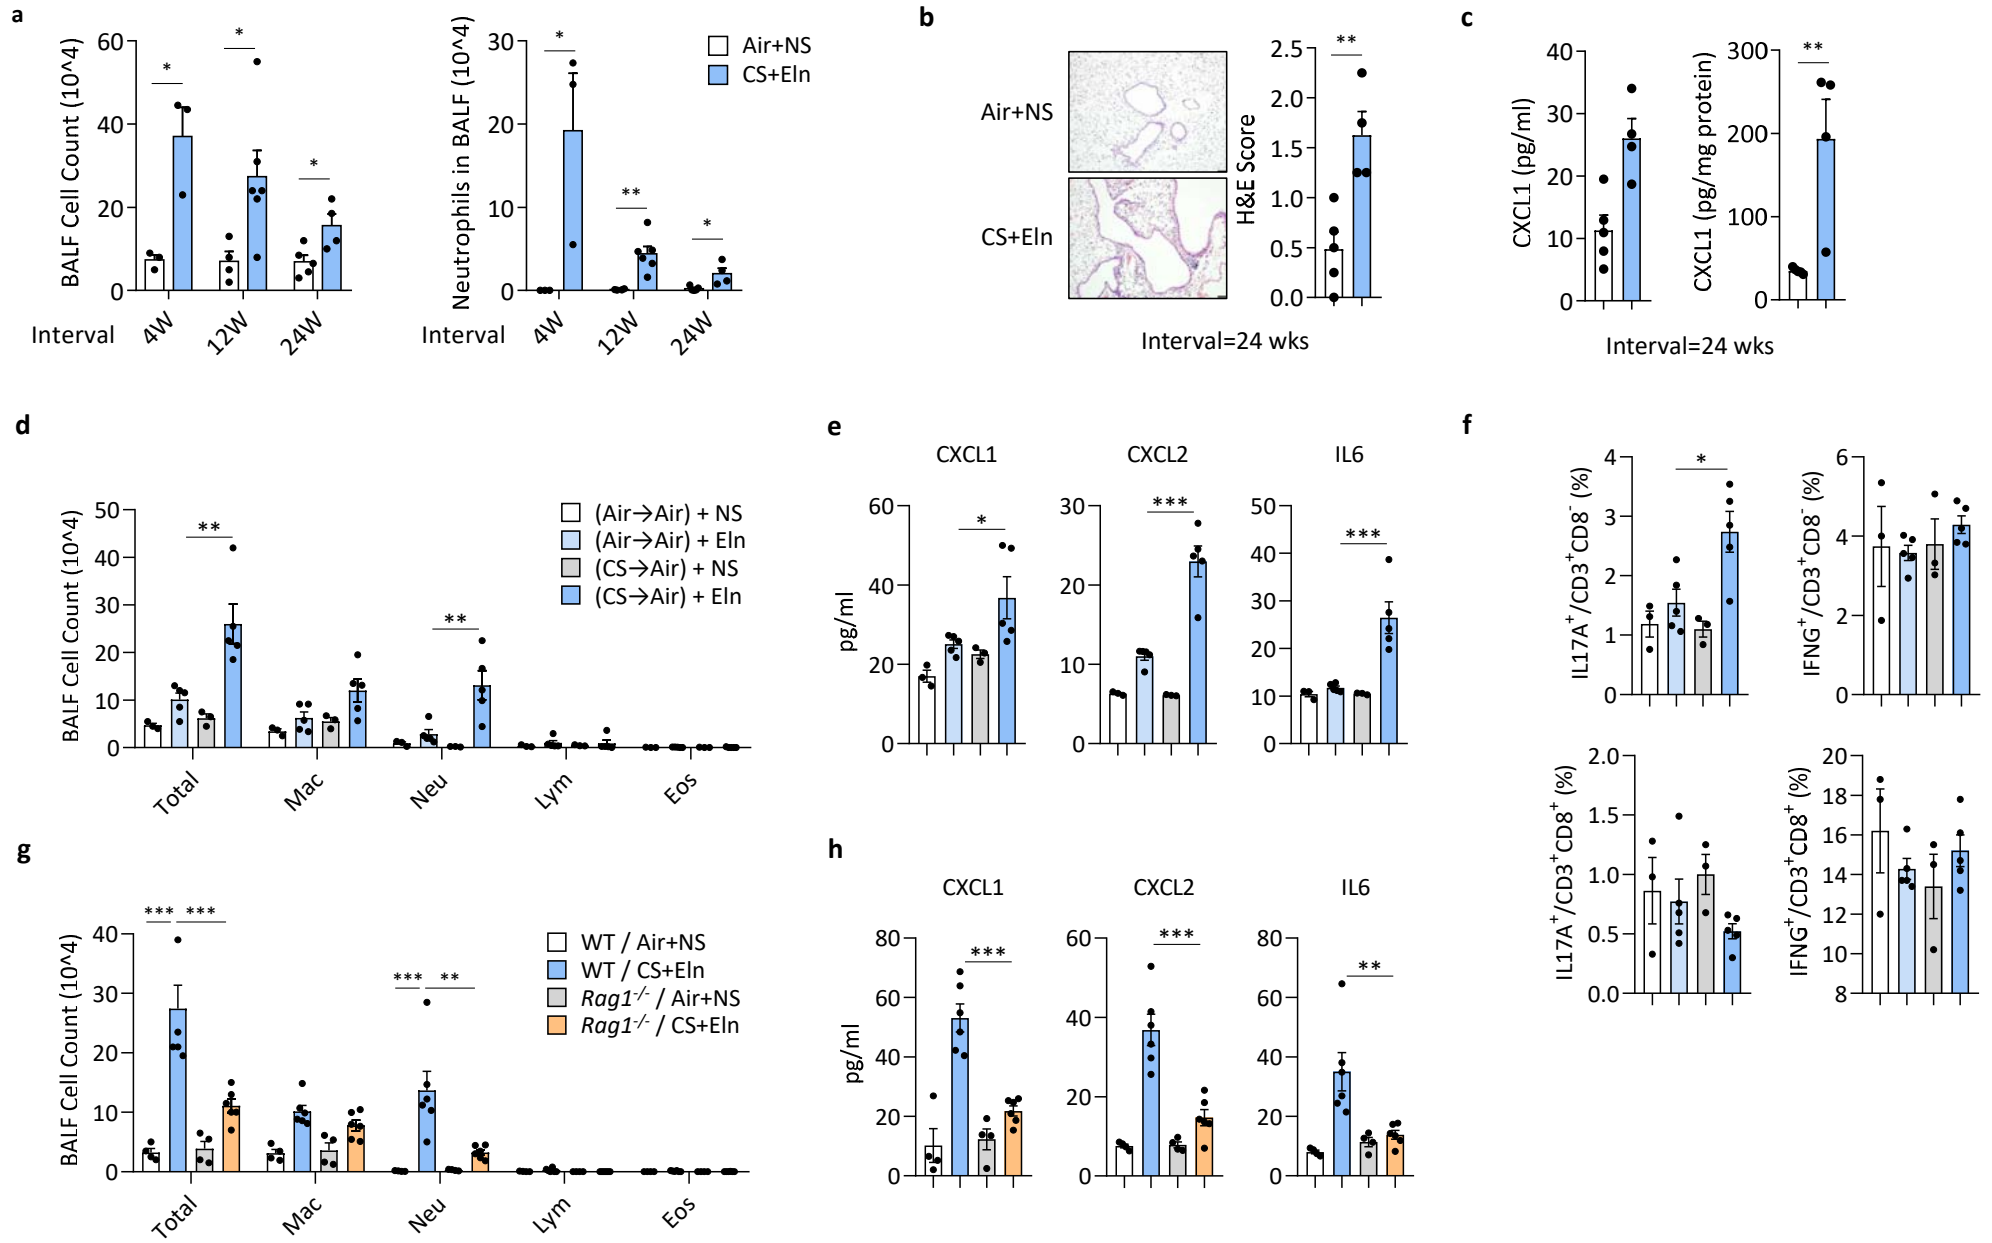 a
BALF Cell Count (10^4)
60
40
20
0
*
*
*
Interval
4W
12W
24W
Neutrophils in BALF (10^4)
30
20
10
0
*
**
*
4W
12W
24W
Air+NS
CS+Eln
b
Air+NS
CS+Eln
H&E Score
2.5
2.0
1.5
1.0
0.5
0.0
**
Interval=24 wks
c
CXCL1 (pg/ml)
40
30
20
10
0
CXCL1 (pg/mg protein)
300
200
100
0
**
Interval=24 wks
d
BALF Cell Count (10^4)
50
40
30
20
10
0
**
**
Total
Mac
Neu
Lym
Eos
(Air→Air) + NS
(Air→Air) + Eln
(CS→Air) + NS
(CS→Air) + Eln
e
pg/ml
CXCL1
60
40
20
0
*
CXCL2
30
20
10
0
***
IL6
50
40
30
20
10
0
***
f
IL17A⁺/CD3⁺CD8⁻ (%)
4
3
2
1
0
*
IFNG⁺/CD3⁺CD8⁻ (%)
6
4
2
0
IL17A⁺/CD3⁺CD8⁺ (%)
2.0
1.5
1.0
0.5
0.0
IFNG⁺/CD3⁺CD8⁺ (%)
20
18
16
14
12
10
8
g
BALF Cell Count (10^4)
40
30
20
10
0
*** ***
*** **
Total
Mac
Neu
Lym
Eos
WT / Air+NS
WT / CS+Eln
Rag1⁻/⁻ / Air+NS
Rag1⁻/⁻ / CS+Eln
h
pg/ml
CXCL1
80
60
40
20
0
***
CXCL2
60
40
20
0
***
IL6
80
60
40
20
0
**